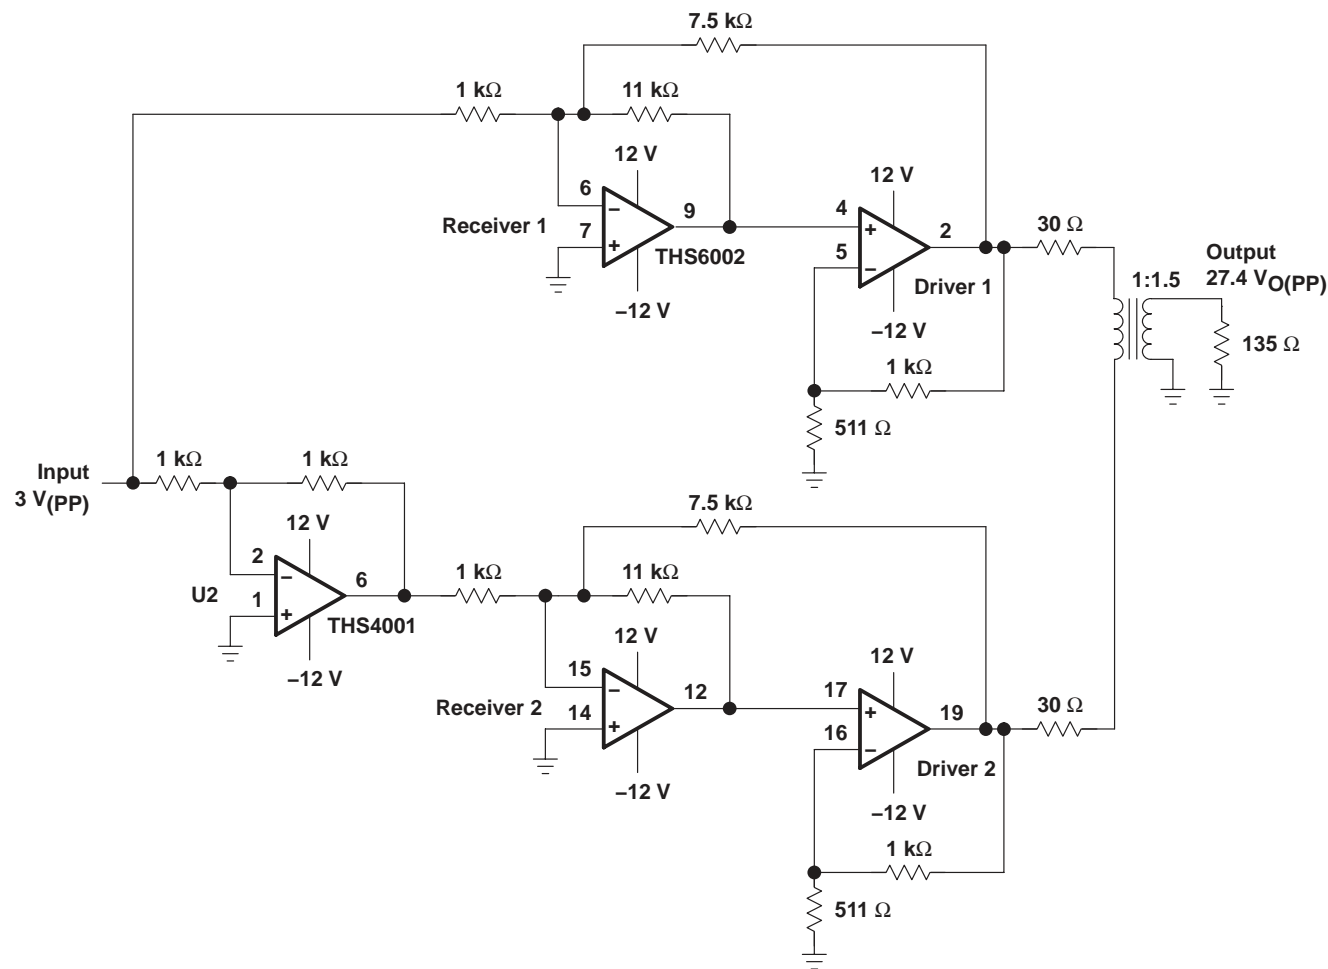 7.5 kΩ
1 kΩ
11 kΩ
12 V
12 V
6
−
9
4
+
2
30 Ω
Output
27.4 VO(PP)
Receiver 1
7
+
THS6002
5
−
Driver 1
1:1.5
−12 V
−12 V
135 Ω
1 kΩ
511 Ω
Input
3 V(PP)
1 kΩ
1 kΩ
7.5 kΩ
12 V
2
−
6
1 kΩ
11 kΩ
U2
1
+
THS4001
12 V
12 V
−12 V
15
−
12
17
+
19
30 Ω
Receiver 2
14
+
16
−
Driver 2
−12 V
−12 V
1 kΩ
511 Ω